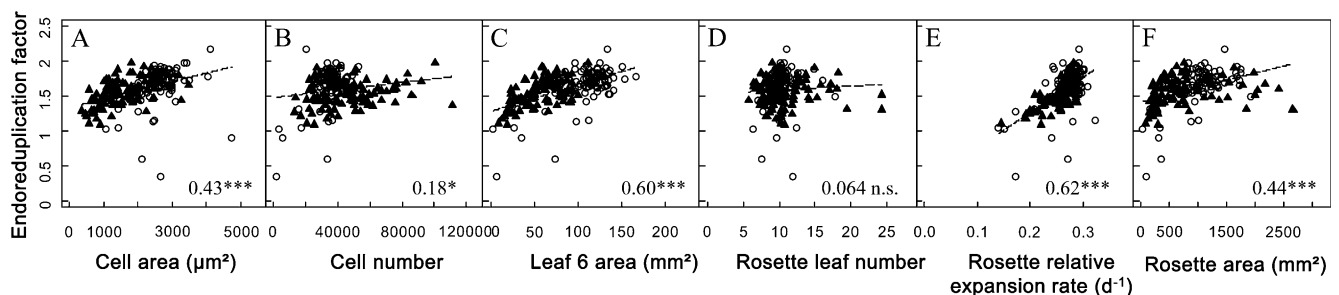 Endoreduplication factor
2.5
2
1.5
1
0.5
0
A B C D E F
0.43*** 0.18* 0.60*** 0.064 n.s. 0.62*** 0.44***
0 1000 3000 5000 0 40000 80000 1200000 0 50 100 150 200 0 5 10 15 20 25 0.0 0.1 0.2 0.3 0.4 0 500 1500 2500
Cell area (µm²) Cell number Leaf 6 area (mm²) Rosette leaf number Rosette relative Rosette area (mm²)
expansion rate (d⁻¹)